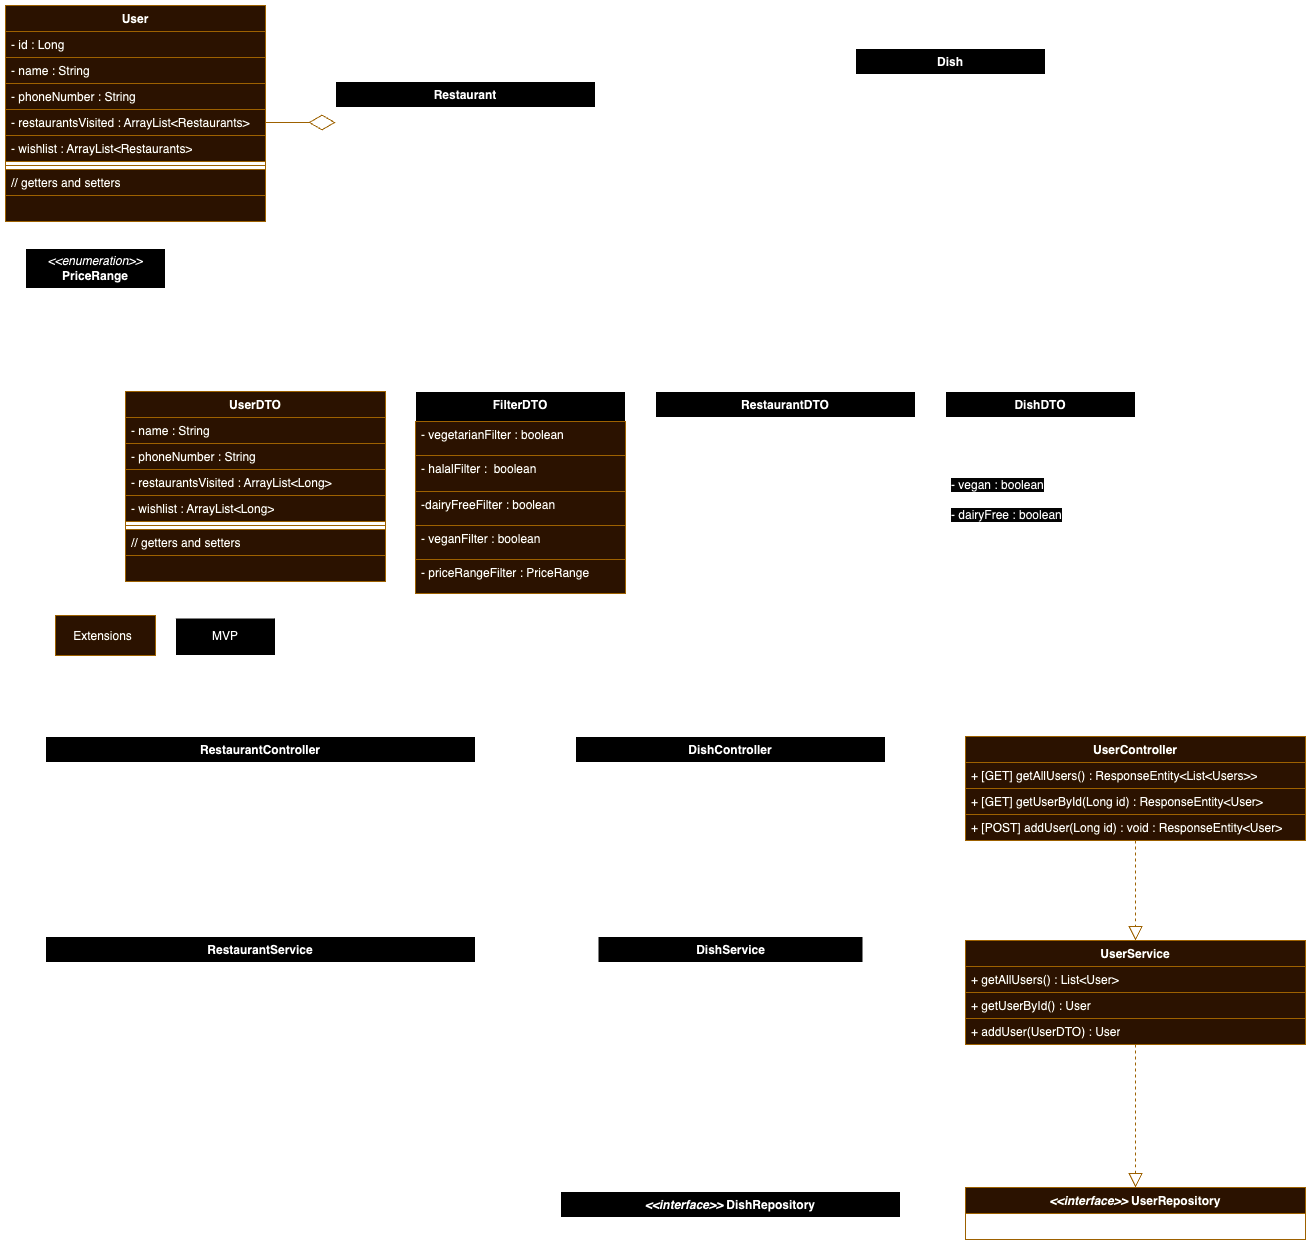 User
- id : Long
- name : String
- phoneNumber : String
- restaurantsVisited : ArrayList<Restaurants>
- wishlist : ArrayList<Restaurants>
// getters and setters
Restaurant
Dish
<<enumeration>>
PriceRange
UserDTO
- name : String
- phoneNumber : String
- restaurantsVisited : ArrayList<Long>
- wishlist : ArrayList<Long>
// getters and setters
FilterDTO
- vegetarianFilter : boolean
- halalFilter :  boolean
-dairyFreeFilter : boolean
- veganFilter : boolean
- priceRangeFilter : PriceRange
RestaurantDTO
DishDTO
- vegan : boolean
- dairyFree : boolean
Extensions
MVP
RestaurantController
DishController
UserController
+ [GET] getAllUsers() : ResponseEntity<List<Users>>
+ [GET] getUserById(Long id) : ResponseEntity<User>
+ [POST] addUser(Long id) : void : ResponseEntity<User>
RestaurantService
DishService
UserService
+ getAllUsers() : List<User>
+ getUserById() : User
+ addUser(UserDTO) : User
<<interface>> DishRepository
<<interface>> UserRepository